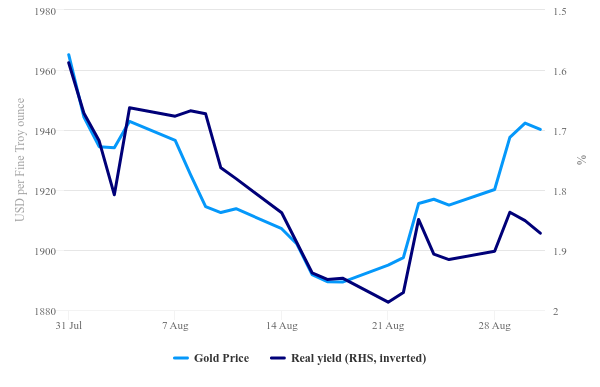 1980
1960
1940
1920
1900
1880
USD per Fine Troy ounce
1.5
1.6
1.7
1.8
1.9
2
%
31 Jul
7 Aug
14 Aug
21 Aug
28 Aug
Gold Price
Real yield (RHS, inverted)